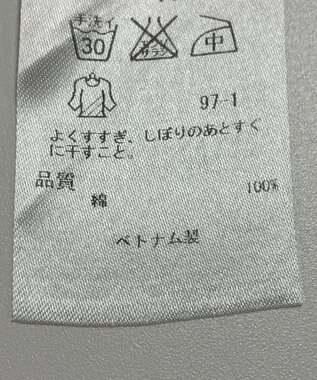 手洗イ
30
エンソ
サラシ
中
97-1
よくすすぎ、しぼりのあとすぐ
に干すこと。
品質
綿
100%
ベトナム製